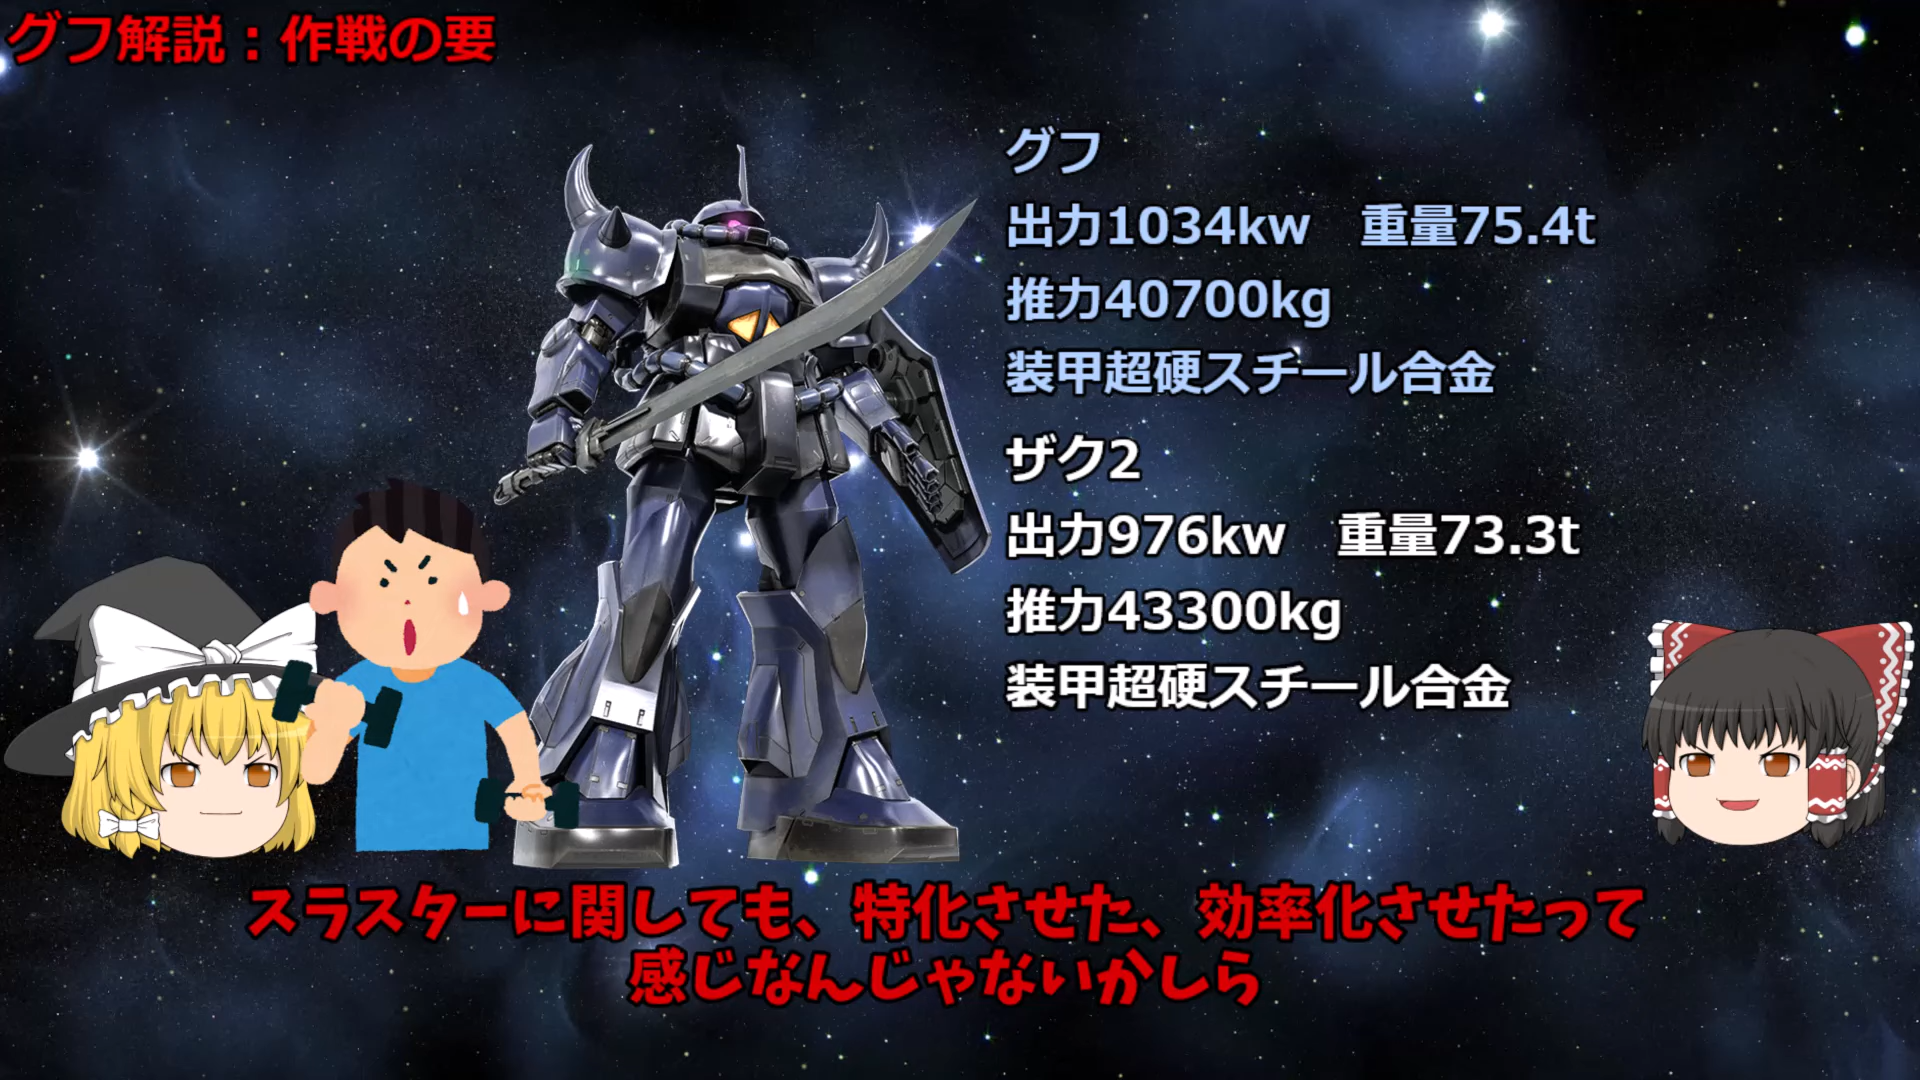 グフ解説：作戦の要
グフ
出力1034kw　重量75.4t
推力40700kg
装甲超硬スチール合金
ザク2
出力976kw　重量73.3t
推力43300kg
装甲超硬スチール合金
スラスターに関しても、特化させた、効率化させたって
感じなんじゃないかしら